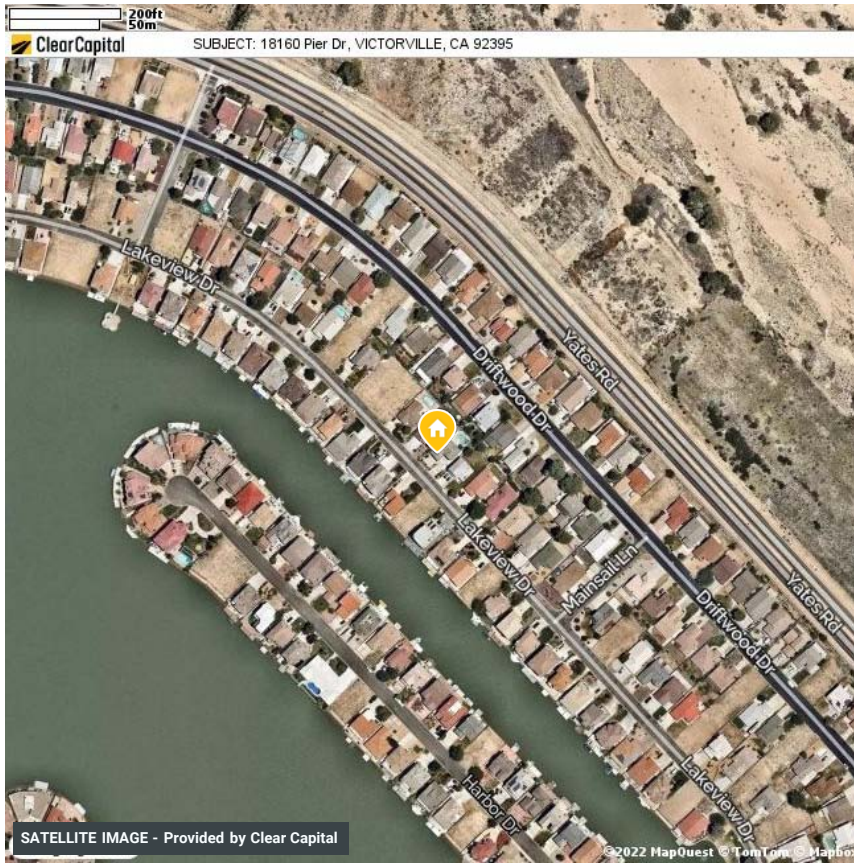 200ft
50m
ClearCapital
SUBJECT: 18160 Pier Dr, VICTORVILLE, CA 92395
Lakeview Dr
Yates Rd
Driftwood Dr
Lakeview Dr
Mainsail Ln
Yates Rd
Driftwood Dr
Lakeview Dr
Harbor Dr
SATELLITE IMAGE - Provided by Clear Capital
©2022 MapQuest © TomTom © Mapbox